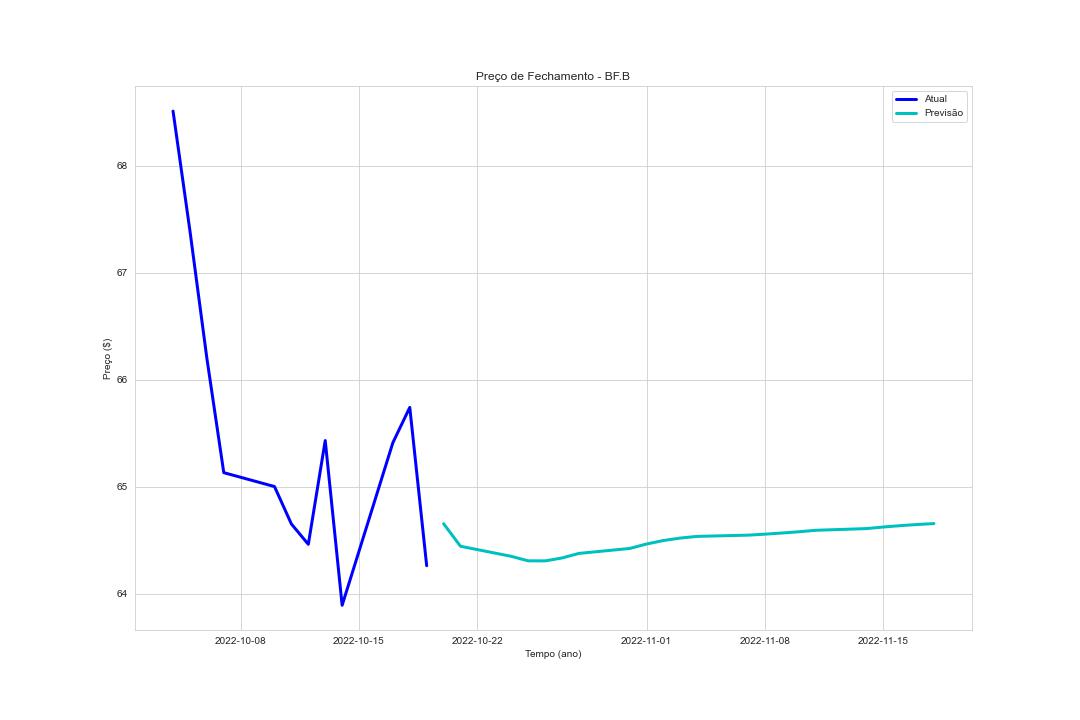 Preço de Fechamento - BF.B
Atual
Previsão
Preço ($)
68
67
66
65
64
2022-10-08
2022-10-15
2022-10-22
2022-11-01
2022-11-08
2022-11-15
Tempo (ano)